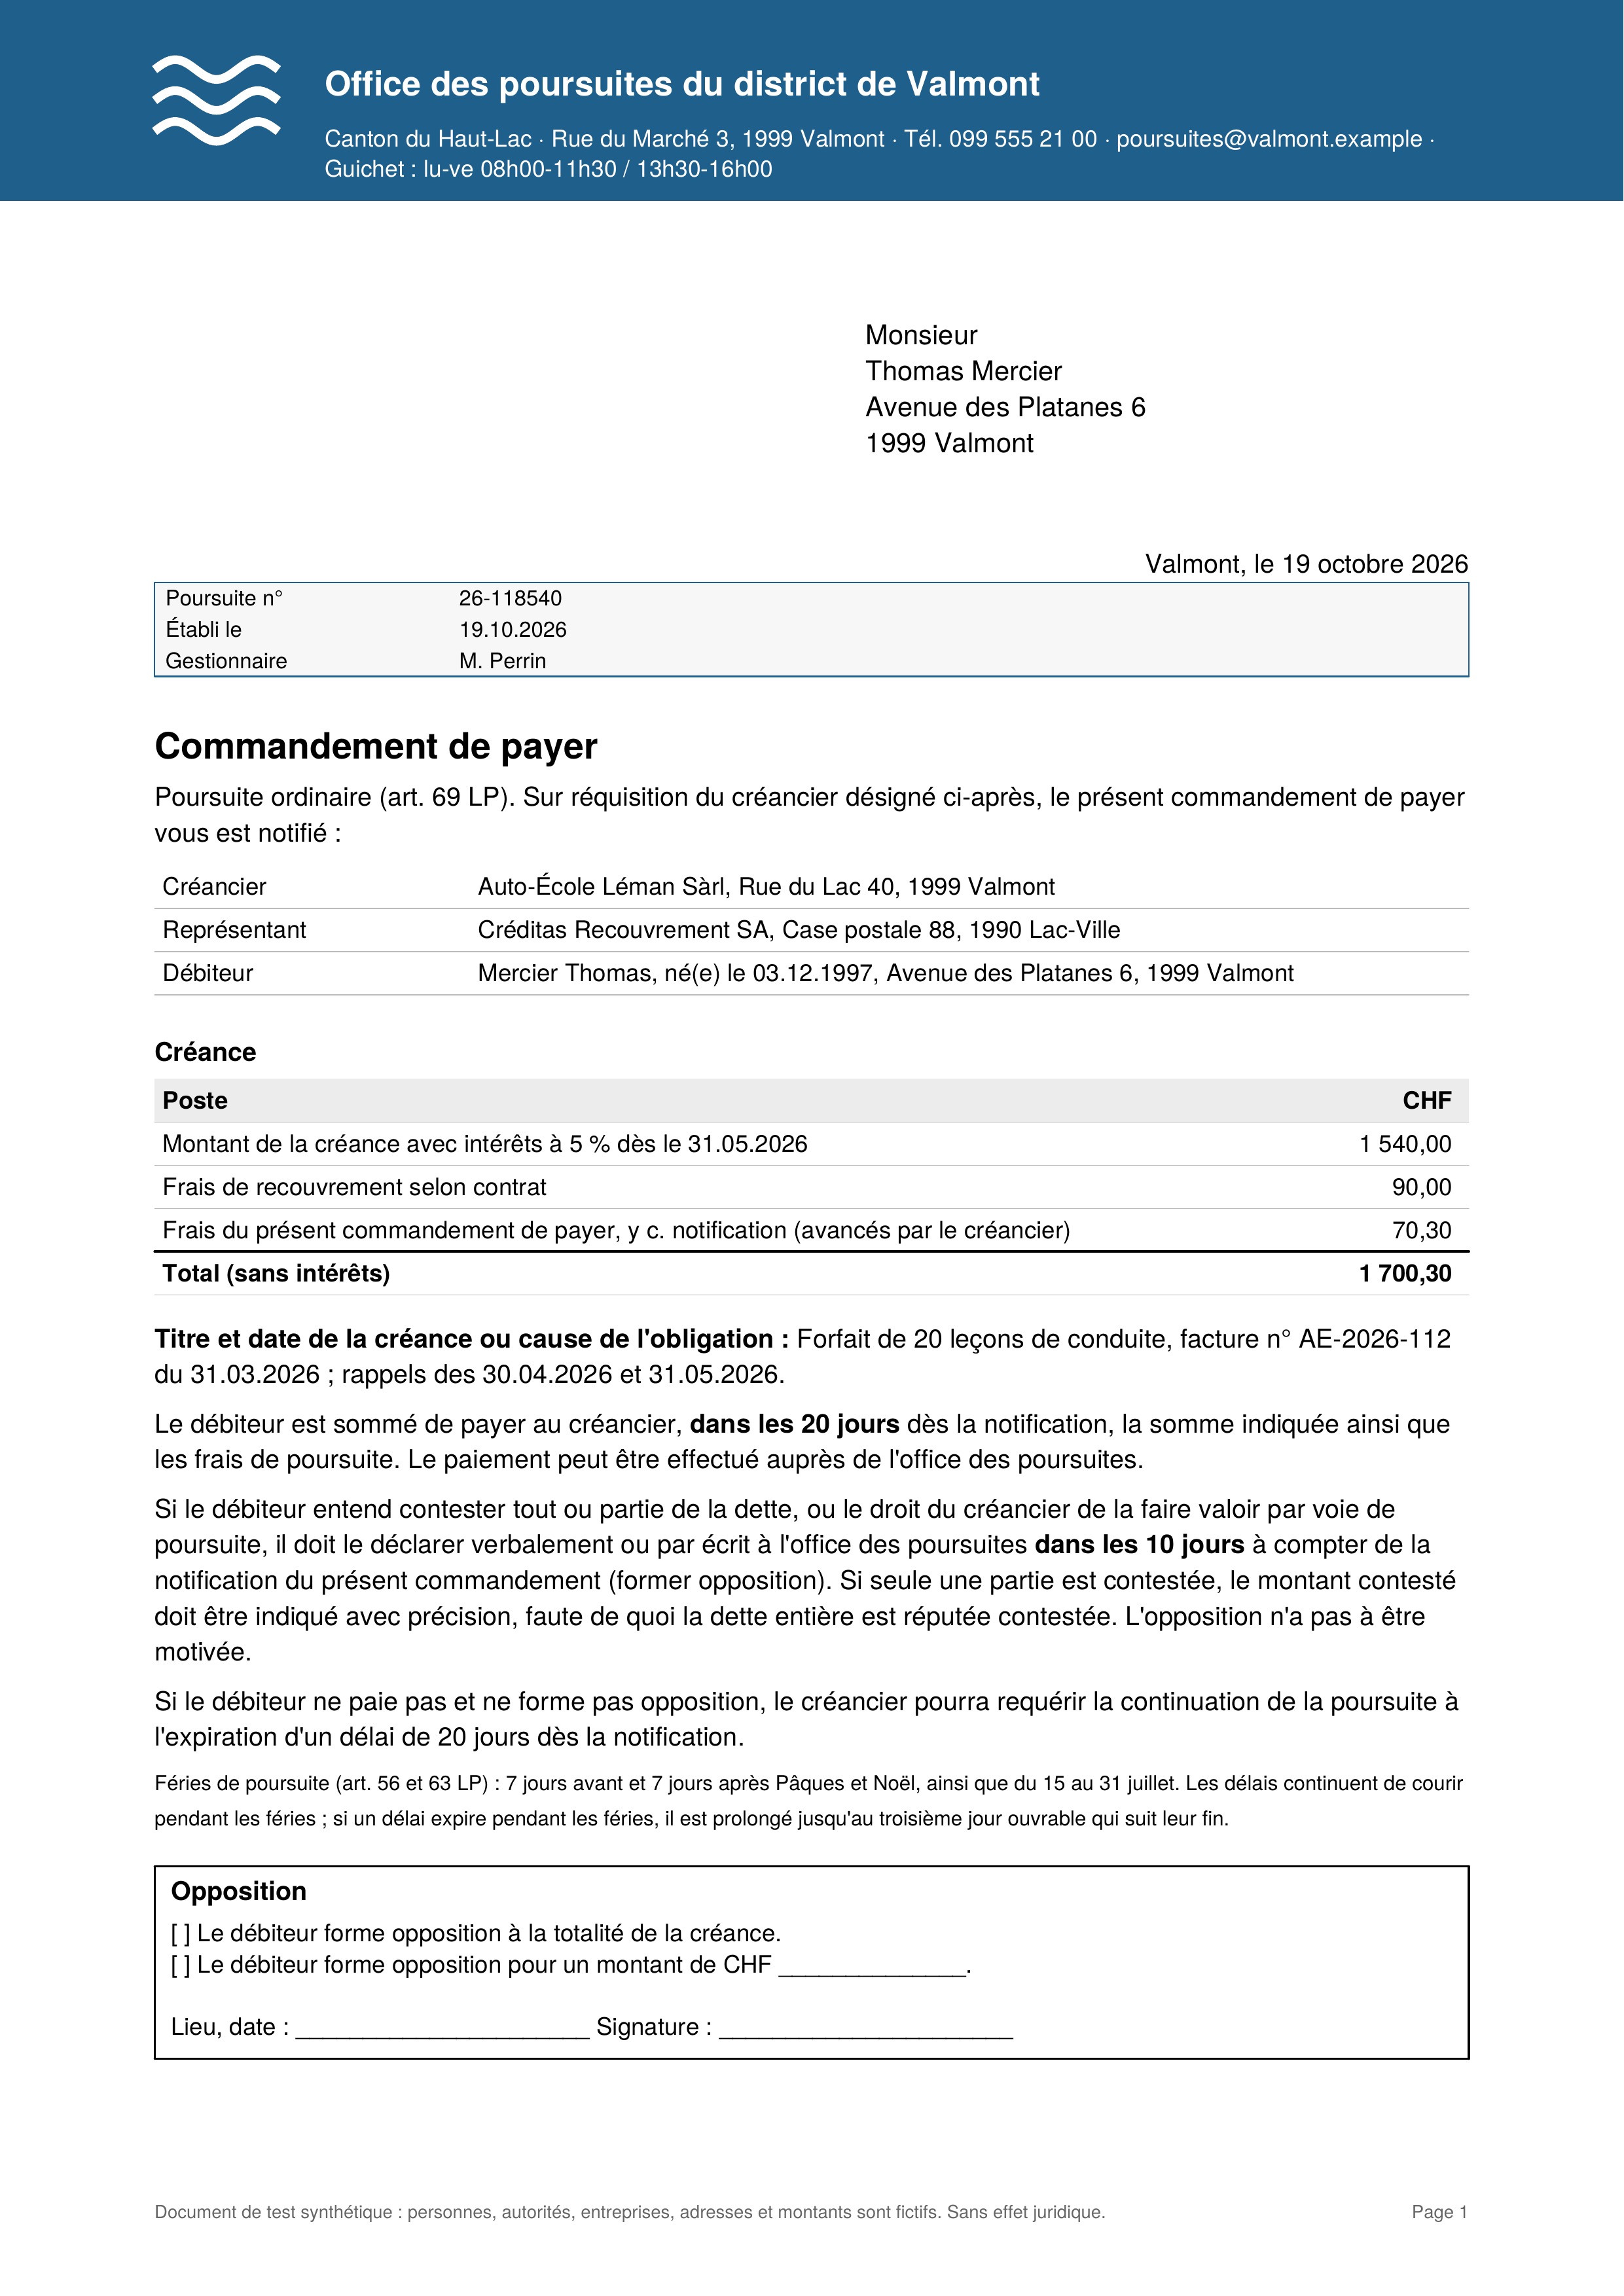 Office des poursuites du district de Valmont
Canton du Haut-Lac · Rue du Marché 3, 1999 Valmont · Tél. 099 555 21 00 · poursuites@valmont.example ·
Guichet : lu-ve 08h00-11h30 / 13h30-16h00
Monsieur
Thomas Mercier
Avenue des Platanes 6
1999 Valmont
Valmont, le 19 octobre 2026
Poursuite n° 26-118540
Établi le 19.10.2026
Gestionnaire M. Perrin
Commandement de payer
Poursuite ordinaire (art. 69 LP). Sur réquisition du créancier désigné ci-après, le présent commandement de payer
vous est notifié :
Créancier Auto-École Léman Sàrl, Rue du Lac 40, 1999 Valmont
Représentant Créditas Recouvrement SA, Case postale 88, 1990 Lac-Ville
Débiteur Mercier Thomas, né(e) le 03.12.1997, Avenue des Platanes 6, 1999 Valmont
Créance
Poste CHF
Montant de la créance avec intérêts à 5 % dès le 31.05.2026 1 540,00
Frais de recouvrement selon contrat 90,00
Frais du présent commandement de payer, y c. notification (avancés par le créancier) 70,30
Total (sans intérêts) 1 700,30
Titre et date de la créance ou cause de l'obligation : Forfait de 20 leçons de conduite, facture n° AE-2026-112
du 31.03.2026 ; rappels des 30.04.2026 et 31.05.2026.
Le débiteur est sommé de payer au créancier, dans les 20 jours dès la notification, la somme indiquée ainsi que
les frais de poursuite. Le paiement peut être effectué auprès de l'office des poursuites.
Si le débiteur entend contester tout ou partie de la dette, ou le droit du créancier de la faire valoir par voie de
poursuite, il doit le déclarer verbalement ou par écrit à l'office des poursuites dans les 10 jours à compter de la
notification du présent commandement (former opposition). Si seule une partie est contestée, le montant contesté
doit être indiqué avec précision, faute de quoi la dette entière est réputée contestée. L'opposition n'a pas à être
motivée.
Si le débiteur ne paie pas et ne forme pas opposition, le créancier pourra requérir la continuation de la poursuite à
l'expiration d'un délai de 20 jours dès la notification.
Féries de poursuite (art. 56 et 63 LP) : 7 jours avant et 7 jours après Pâques et Noël, ainsi que du 15 au 31 juillet. Les délais continuent de courir
pendant les féries ; si un délai expire pendant les féries, il est prolongé jusqu'au troisième jour ouvrable qui suit leur fin.
Opposition
[ ] Le débiteur forme opposition à la totalité de la créance.
[ ] Le débiteur forme opposition pour un montant de CHF ______________.
Lieu, date : ______________________ Signature : ______________________
Document de test synthétique : personnes, autorités, entreprises, adresses et montants sont fictifs. Sans effet juridique. Page 1